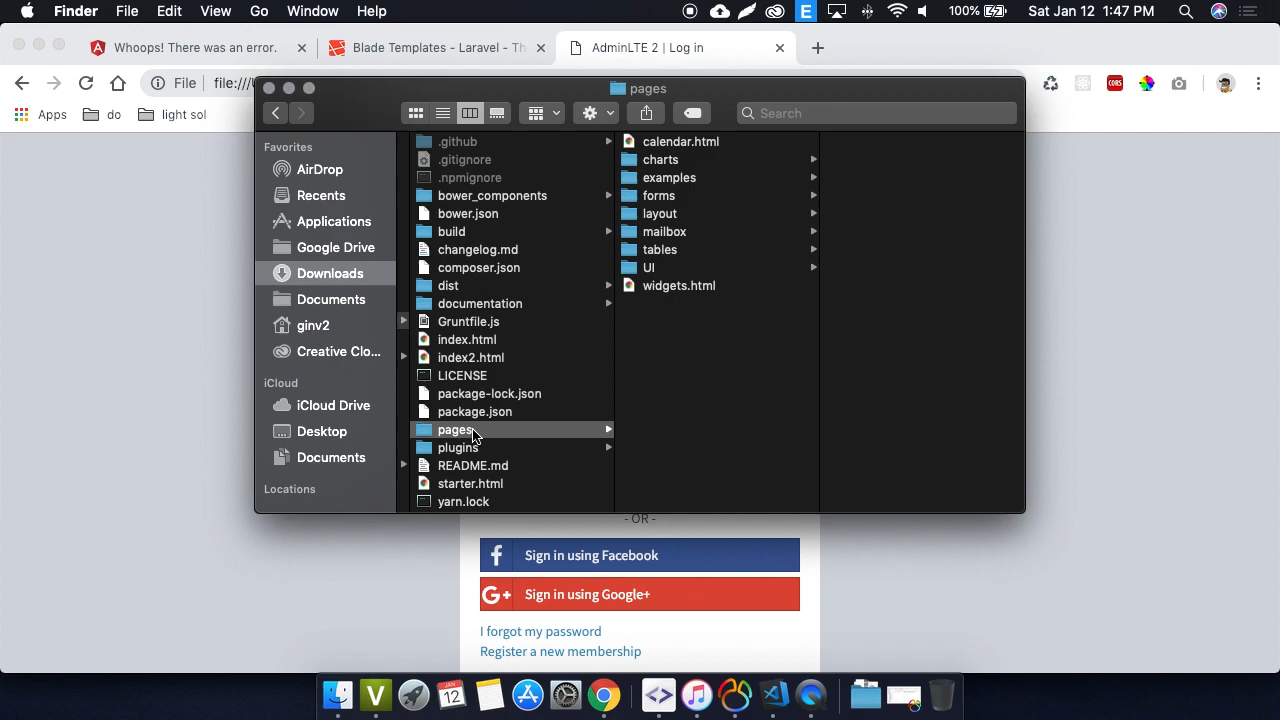 Finder File Edit View Go Window Help 100% Sat Jan 12 1:47 PM
Whoops! There was an error. Blade Templates - Laravel - Th AdminLTE 2 | Log in
File file:///
Apps do light sol
CORS
pages
Search
Favorites
AirDrop
Recents
Applications
Google Drive
Downloads
Documents
ginv2
Creative Clo...
iCloud
iCloud Drive
Desktop
Documents
Locations
.github
.gitignore
.npmignore
bower_components
bower.json
build
changelog.md
composer.json
dist
documentation
Gruntfile.js
index.html
index2.html
LICENSE
package-lock.json
package.json
pages
plugins
README.md
starter.html
yarn.lock
calendar.html
charts
examples
forms
layout
mailbox
tables
UI
widgets.html
- OR -
Sign in using Facebook
G+ Sign in using Google+
I forgot my password
Register a new membership
JAN
12